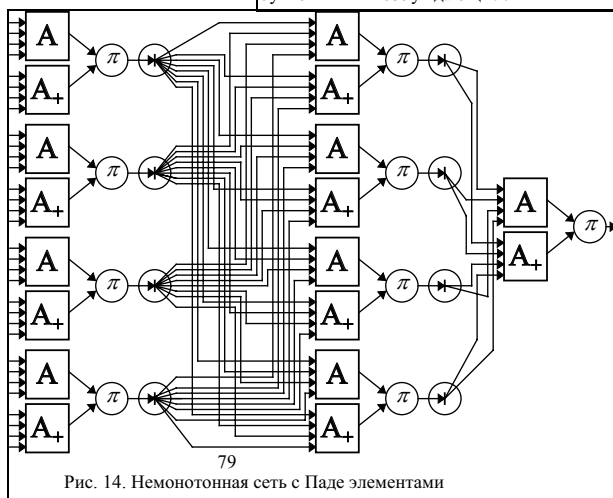 A π A π
A+ A+
A π A π A
A+ A+ π
A π A π A+
A+ A+
A π A π
A+ A+
79
Рис. 14. Немонотонная сеть с Паде элементами